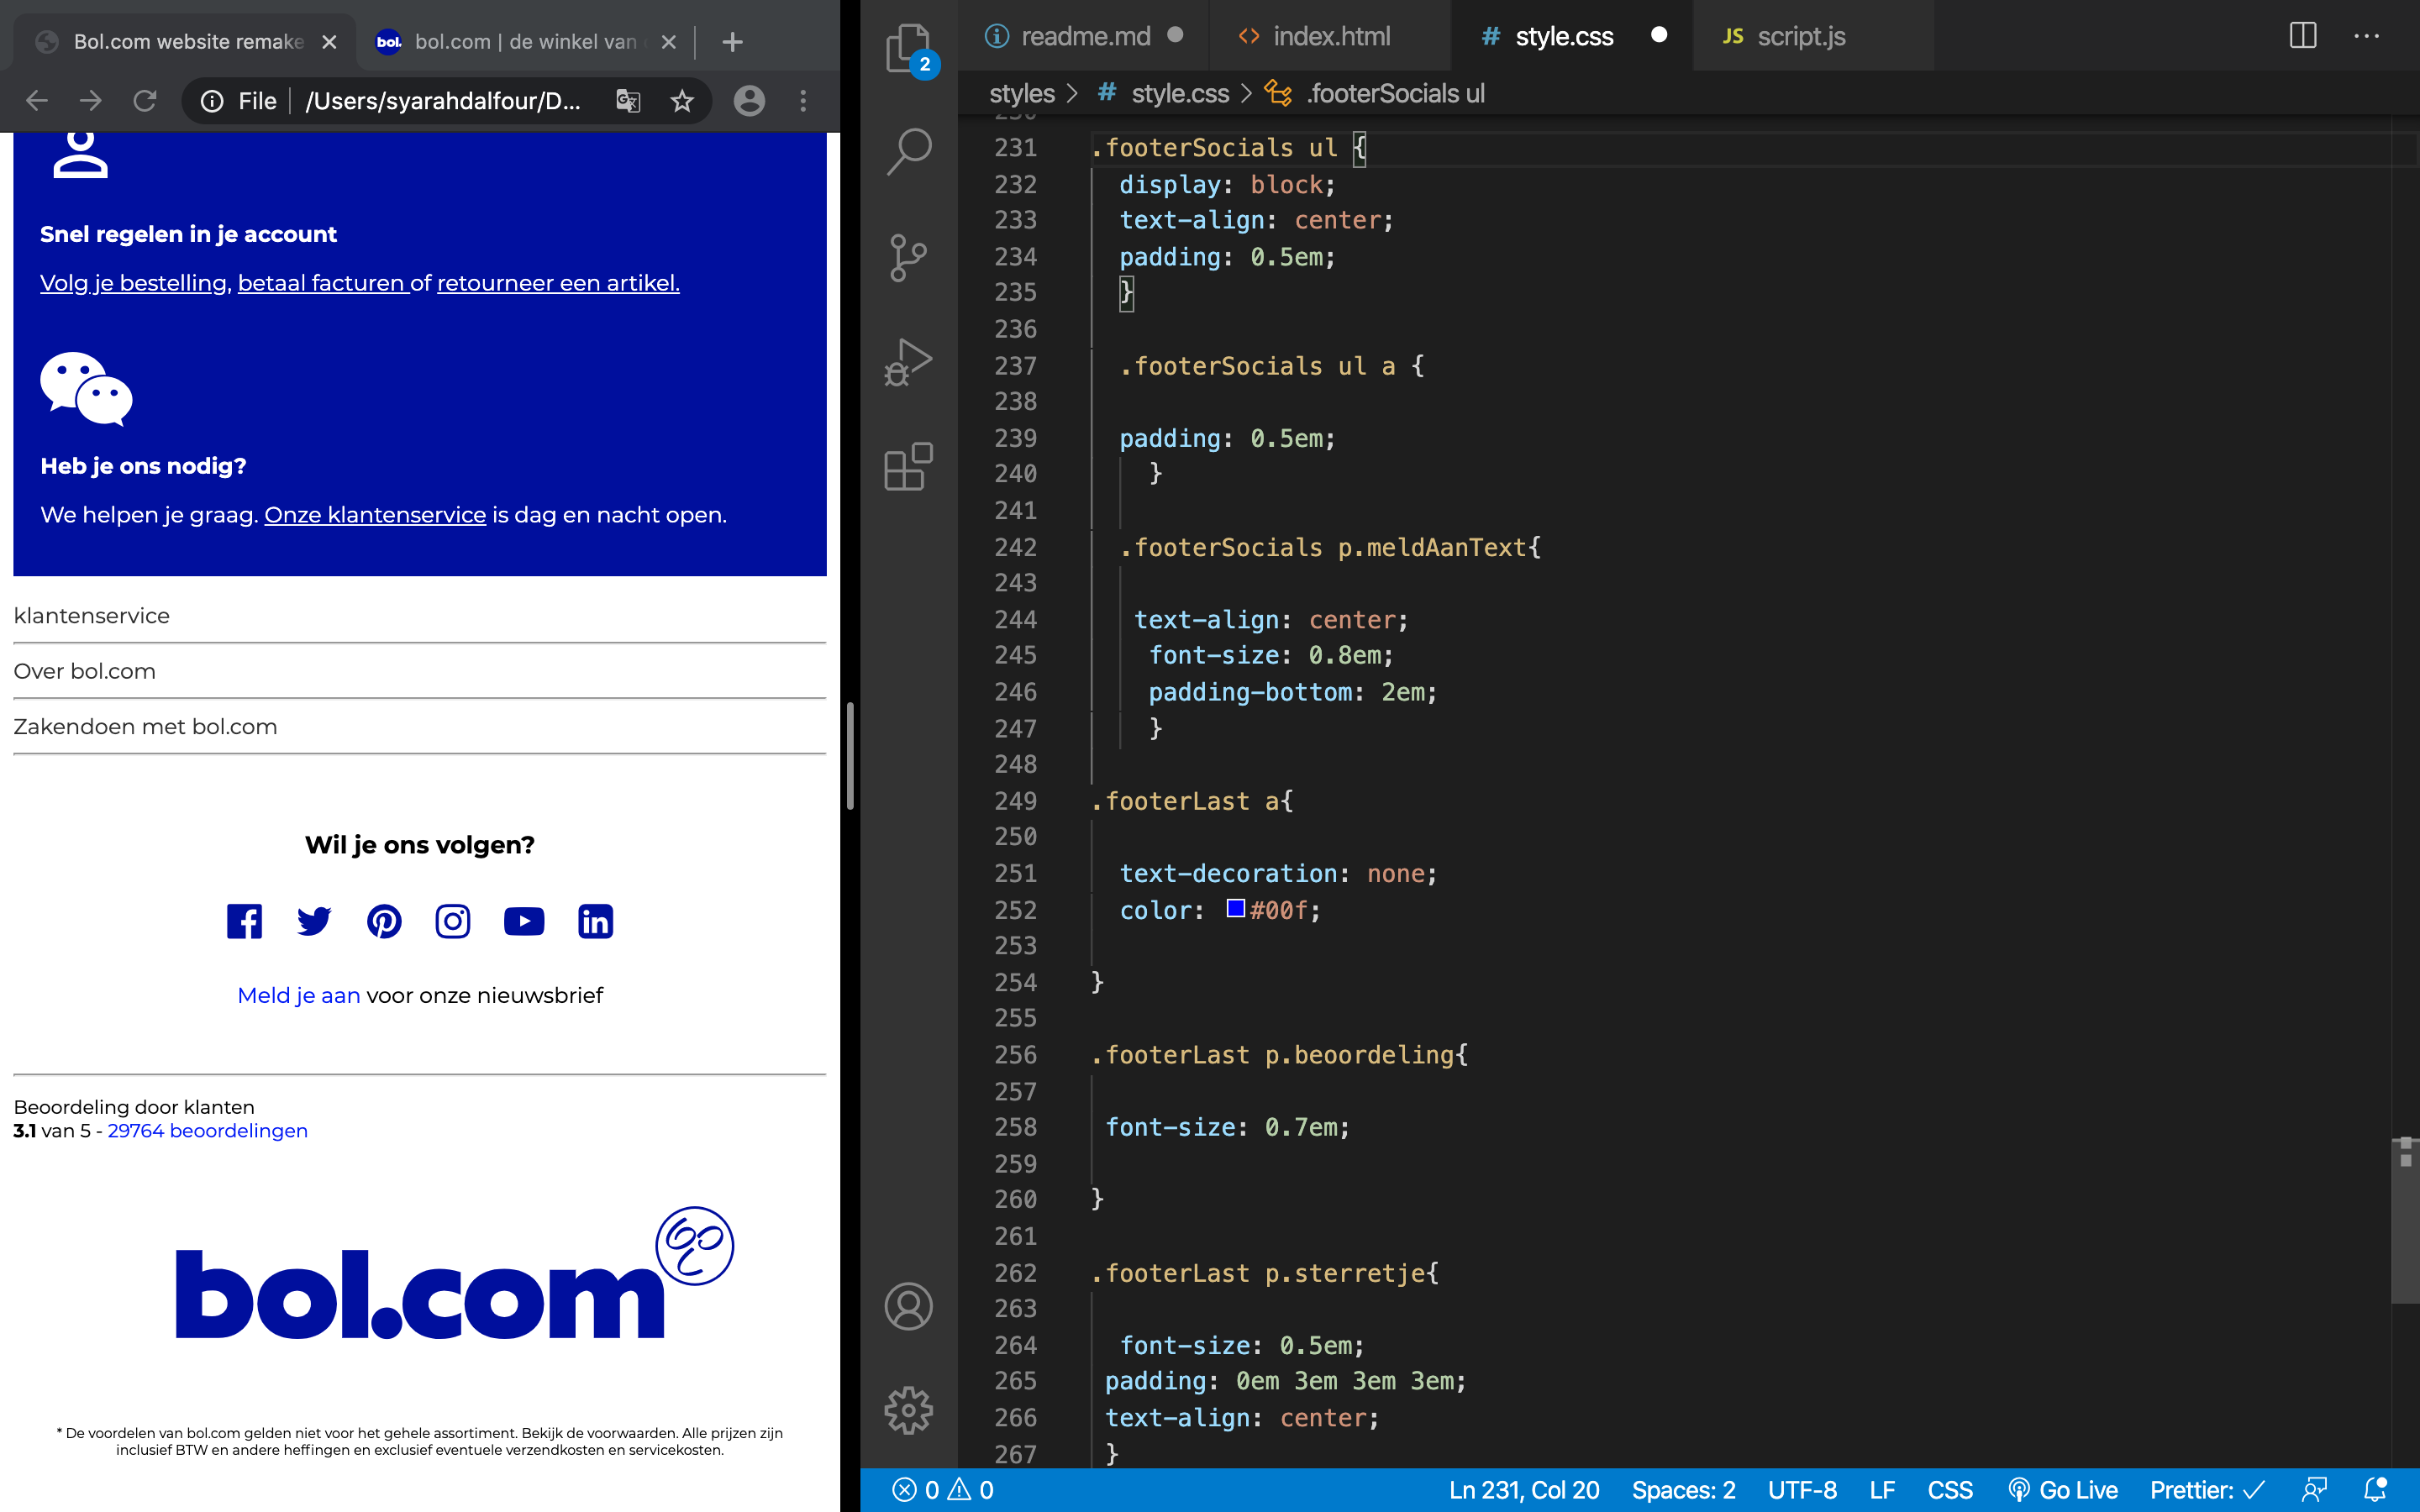 Bol.com website remake
bol. bol.com | de winkel van
File /Users/syarahdalfour/D...
Snel regelen in je account
Volg je bestelling, betaal facturen of retourneer een artikel.
Heb je ons nodig?
We helpen je graag. Onze klantenservice is dag en nacht open.
klantenservice
Over bol.com
Zakendoen met bol.com
Wil je ons volgen?
Meld je aan voor onze nieuwsbrief
Beoordeling door klanten
3.1 van 5 - 29764 beoordelingen
bol.com
* De voordelen van bol.com gelden niet voor het gehele assortiment. Bekijk de voorwaarden. Alle prijzen zijn
inclusief BTW en andere heffingen en exclusief eventuele verzendkosten en servicekosten.
2
readme.md
index.html
# style.css
JS script.js
styles > # style.css > .footerSocials ul
230
231 .footerSocials ul {
232 display: block;
233 text-align: center;
234 padding: 0.5em;
235 }
236
237 .footerSocials ul a {
238
239 padding: 0.5em;
240 }
241
242 .footerSocials p.meldAanText{
243
244 text-align: center;
245 font-size: 0.8em;
246 padding-bottom: 2em;
247 }
248
249 .footerLast a{
250
251 text-decoration: none;
252 color: #00f;
253
254 }
255
256 .footerLast p.beoordeling{
257
258 font-size: 0.7em;
259
260 }
261
262 .footerLast p.sterretje{
263
264 font-size: 0.5em;
265 padding: 0em 3em 3em 3em;
266 text-align: center;
267 }
0 0 Ln 231, Col 20 Spaces: 2 UTF-8 LF CSS Go Live Prettier: ✓